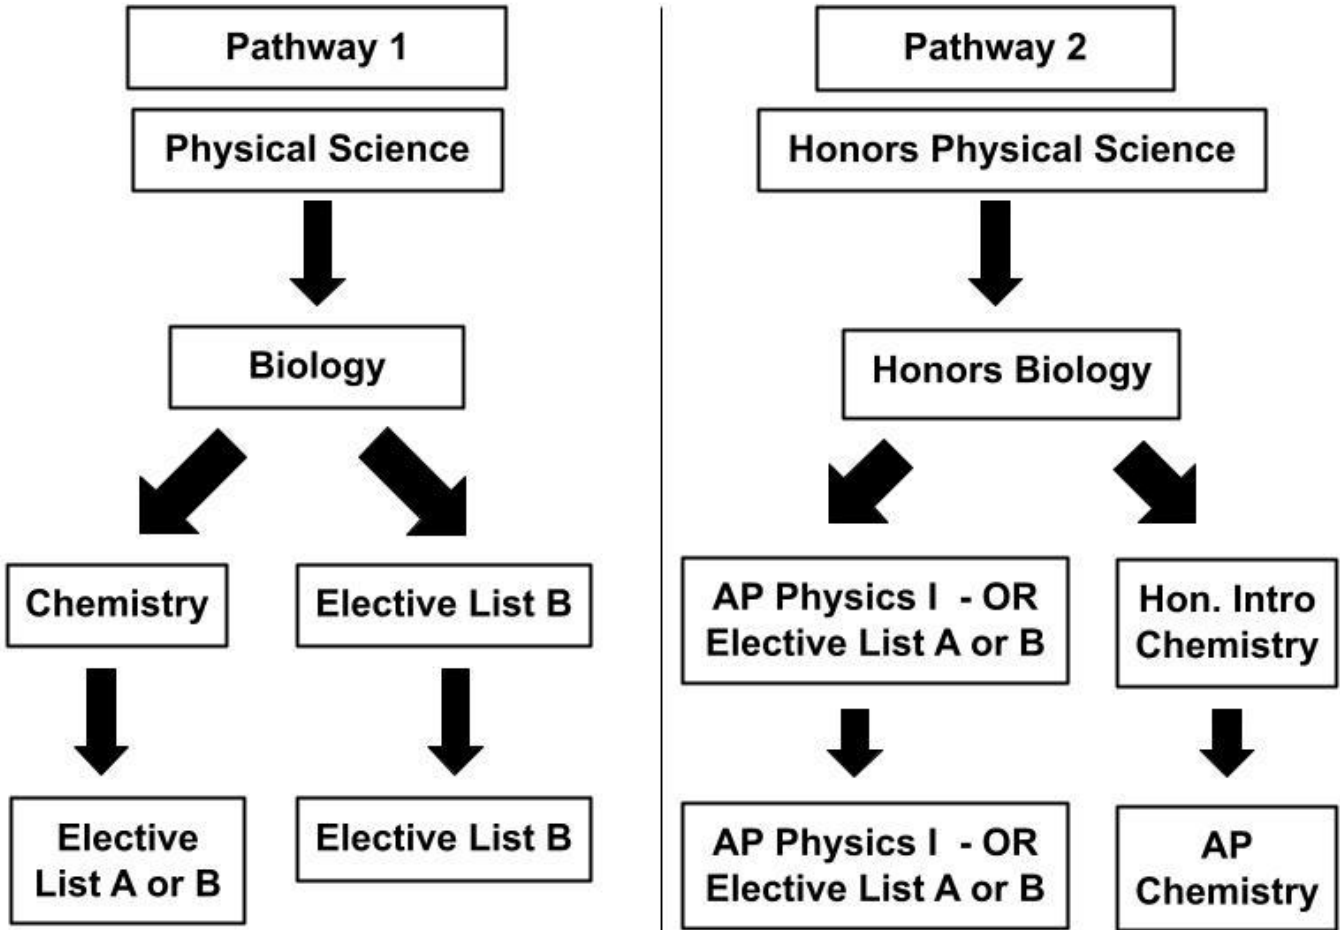 Pathway 1
Physical Science
Biology
Chemistry
Elective List B
Elective
List A or B
Elective List B
Pathway 2
Honors Physical Science
Honors Biology
AP Physics I - OR
Elective List A or B
Hon. Intro
Chemistry
AP Physics I - OR
Elective List A or B
AP
Chemistry